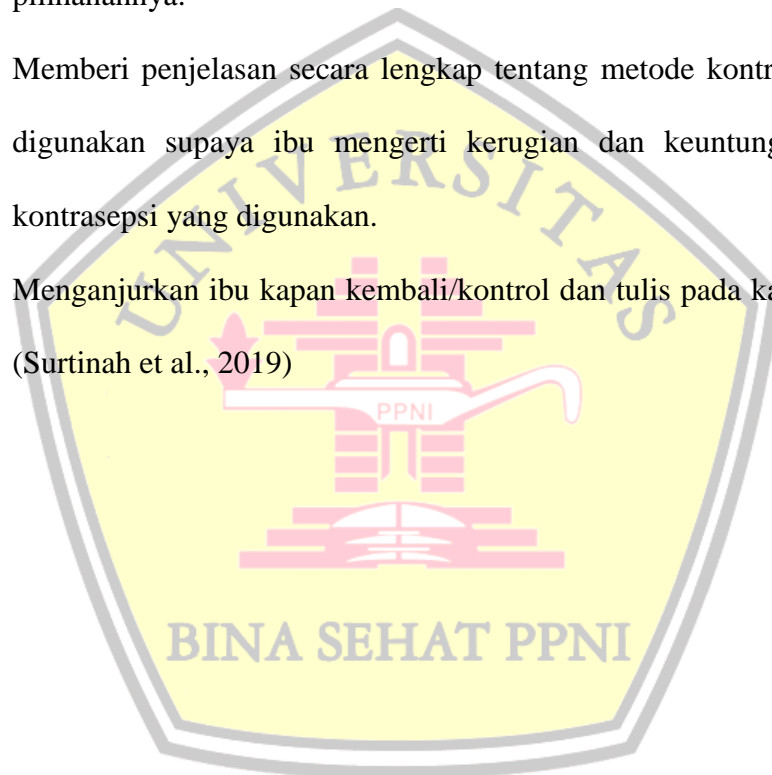 Memberi penjelasan secara lengkap tentang metode kontr
digunakan supaya ibu mengerti kerugian dan keuntung
kontrasepsi yang digunakan.
Menganjurkan ibu kapan kembali/kontrol dan tulis pada ka
(Surtinah et al., 2019)
UNIVERSITAS
PPNI
BINA SEHAT PPNI